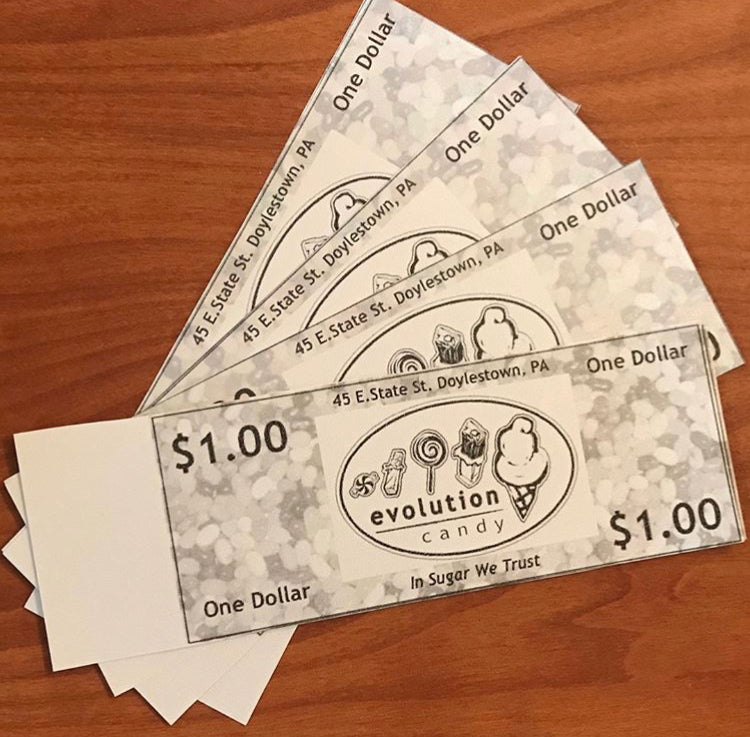 One Dollar
45 E.State St. Doylestown, PA
One Dollar
45 E.State St. Doylestown, PA
One Dollar
45 E.State St. Doylestown, PA
45 E.State St. Doylestown, PA
One Dollar
$1.00
evolution
candy
$1.00
In Sugar We Trust
One Dollar